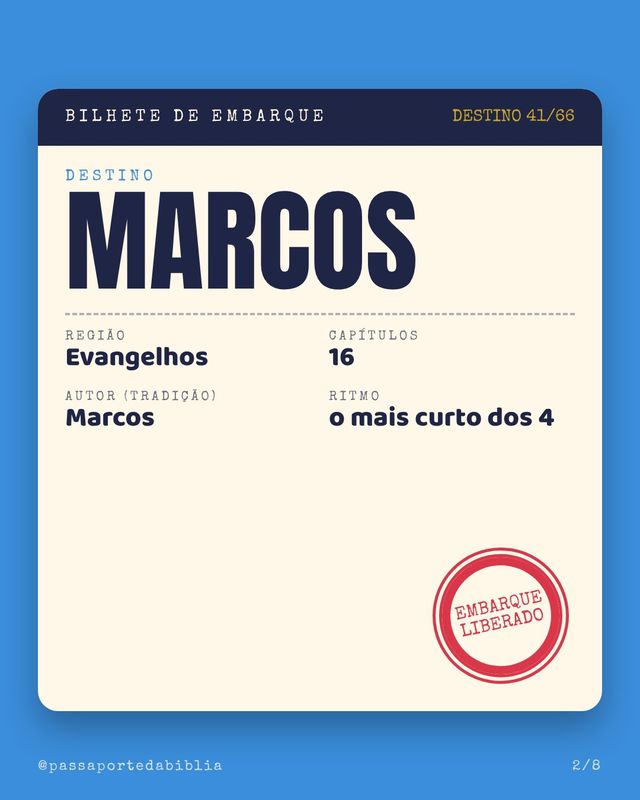 BILHETE DE EMBARQUE
DESTINO 41/66
DESTINO
MARCOS
REGIÃO
Evangelhos
CAPÍTULOS
16
AUTOR (TRADIÇÃO)
Marcos
RITMO
o mais curto dos 4
EMBARQUE
LIBERADO
@passaportedabiblia
2/8